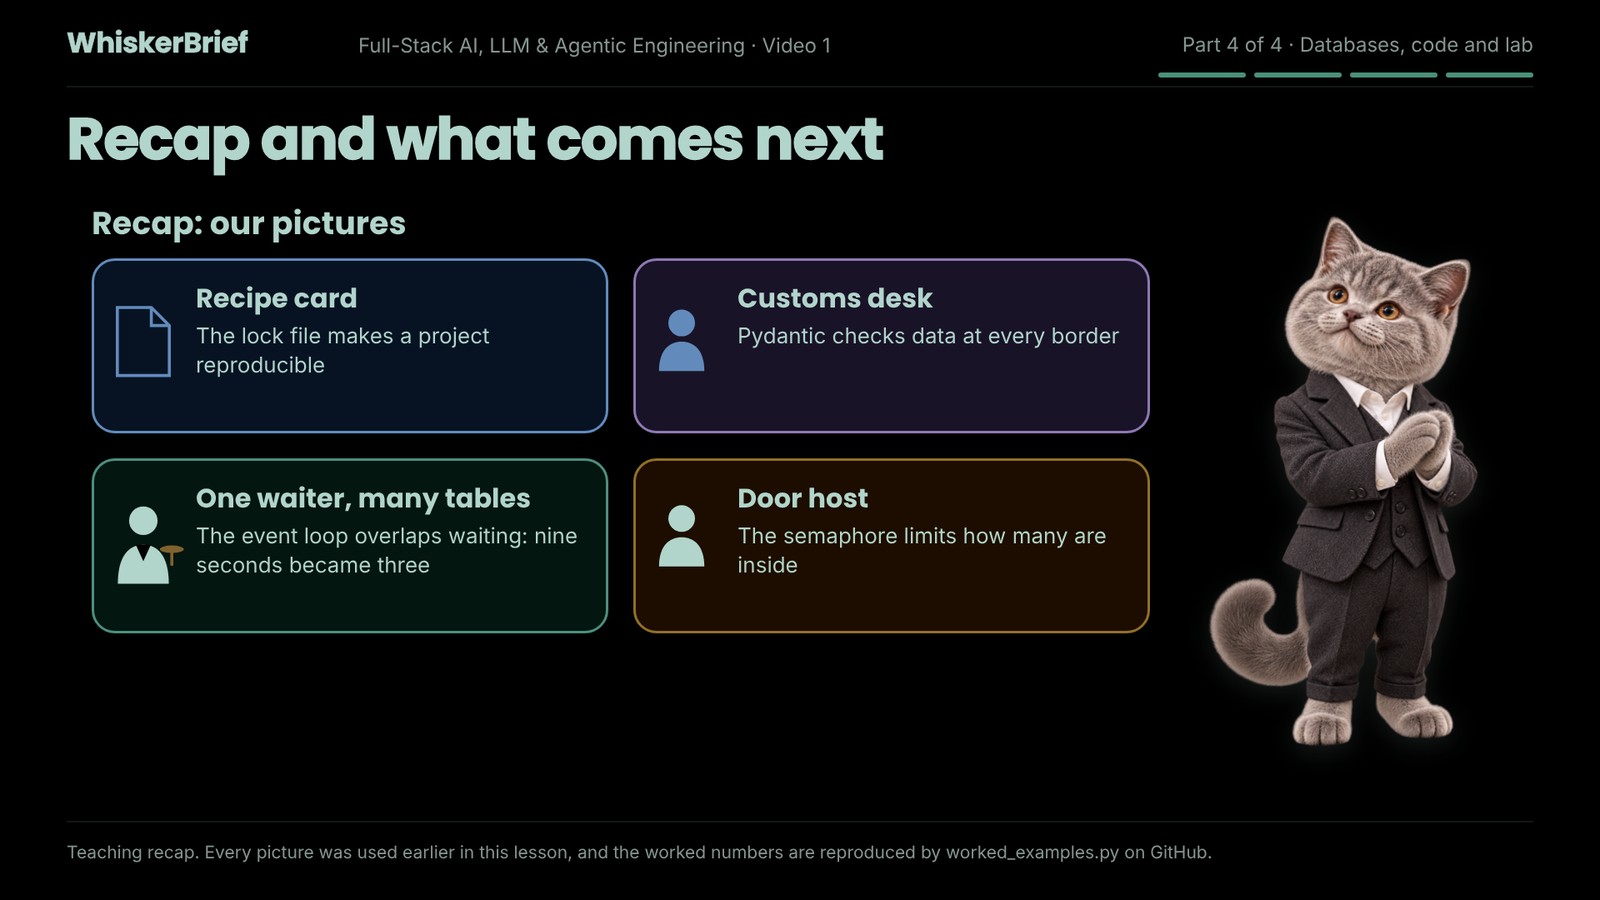 WhiskerBrief
Full-Stack AI, LLM & Agentic Engineering · Video 1
Part 4 of 4 · Databases, code and lab
Recap and what comes next
Recap: our pictures
Recipe card
The lock file makes a project
reproducible
Customs desk
Pydantic checks data at every border
One waiter, many tables
The event loop overlaps waiting: nine
seconds became three
Door host
The semaphore limits how many are
inside
Teaching recap. Every picture was used earlier in this lesson, and the worked numbers are reproduced by worked_examples.py on GitHub.